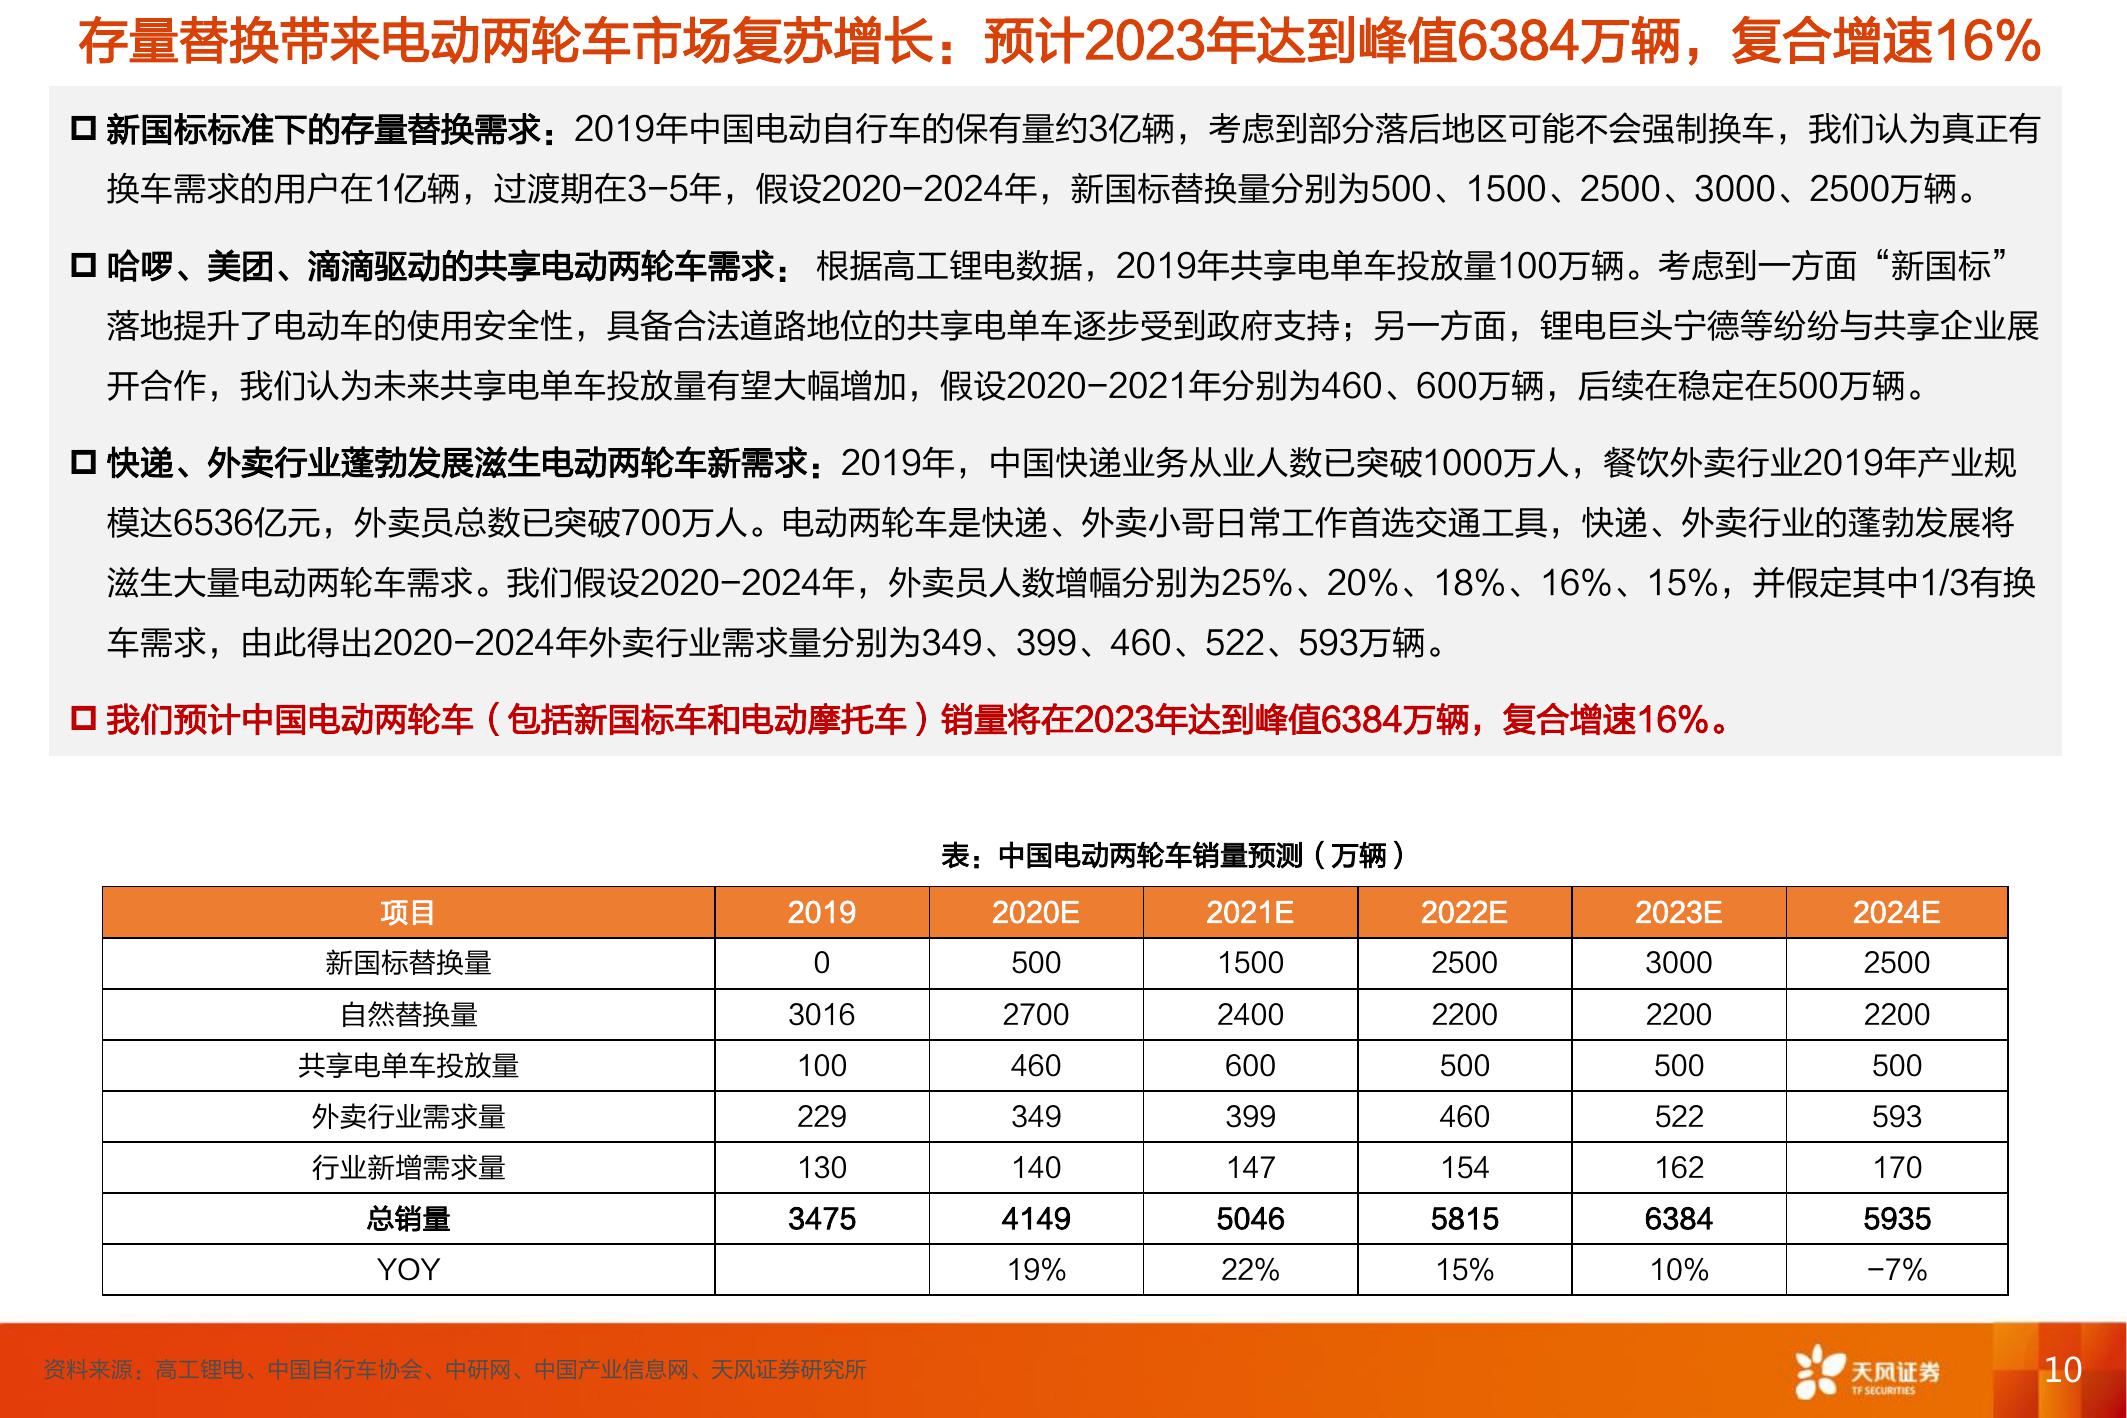 存量替换带来电动两轮车市场复苏增长：预计2023年达到峰值6384万辆，复合增速16%
新国标标准下的存量替换需求：2019年中国电动自行车的保有量约3亿辆，考虑到部分落后地区可能不会强制换车，我们认为真正有
换车需求的用户在1亿辆，过渡期在3-5年，假设2020-2024年，新国标替换量分别为500、1500、2500、3000、2500万辆。
哈啰、美团、滴滴驱动的共享电动两轮车需求： 根据高工锂电数据，2019年共享电单车投放量100万辆。考虑到一方面“新国标”
落地提升了电动车的使用安全性，具备合法道路地位的共享电单车逐步受到政府支持；另一方面，锂电巨头宁德等纷纷与共享企业展
开合作，我们认为未来共享电单车投放量有望大幅增加，假设2020-2021年分别为460、600万辆，后续在稳定在500万辆。
快递、外卖行业蓬勃发展滋生电动两轮车新需求：2019年，中国快递业务从业人数已突破1000万人，餐饮外卖行业2019年产业规
模达6536亿元，外卖员总数已突破700万人。电动两轮车是快递、外卖小哥日常工作首选交通工具，快递、外卖行业的蓬勃发展将
滋生大量电动两轮车需求。我们假设2020-2024年，外卖员人数增幅分别为25%、20%、18%、16%、15%，并假定其中1/3有换
车需求，由此得出2020-2024年外卖行业需求量分别为349、399、460、522、593万辆。
我们预计中国电动两轮车（包括新国标车和电动摩托车）销量将在2023年达到峰值6384万辆，复合增速16%。
表：中国电动两轮车销量预测（万辆）
项目 2019 2020E 2021E 2022E 2023E 2024E
新国标替换量 0 500 1500 2500 3000 2500
自然替换量 3016 2700 2400 2200 2200 2200
共享电单车投放量 100 460 600 500 500 500
外卖行业需求量 229 349 399 460 522 593
行业新增需求量 130 140 147 154 162 170
总销量 3475 4149 5046 5815 6384 5935
YOY 19% 22% 15% 10% -7%
资料来源：高工锂电、中国自行车协会、中研网、中国产业信息网、天风证券研究所
天风证券
TF SECURITIES
10